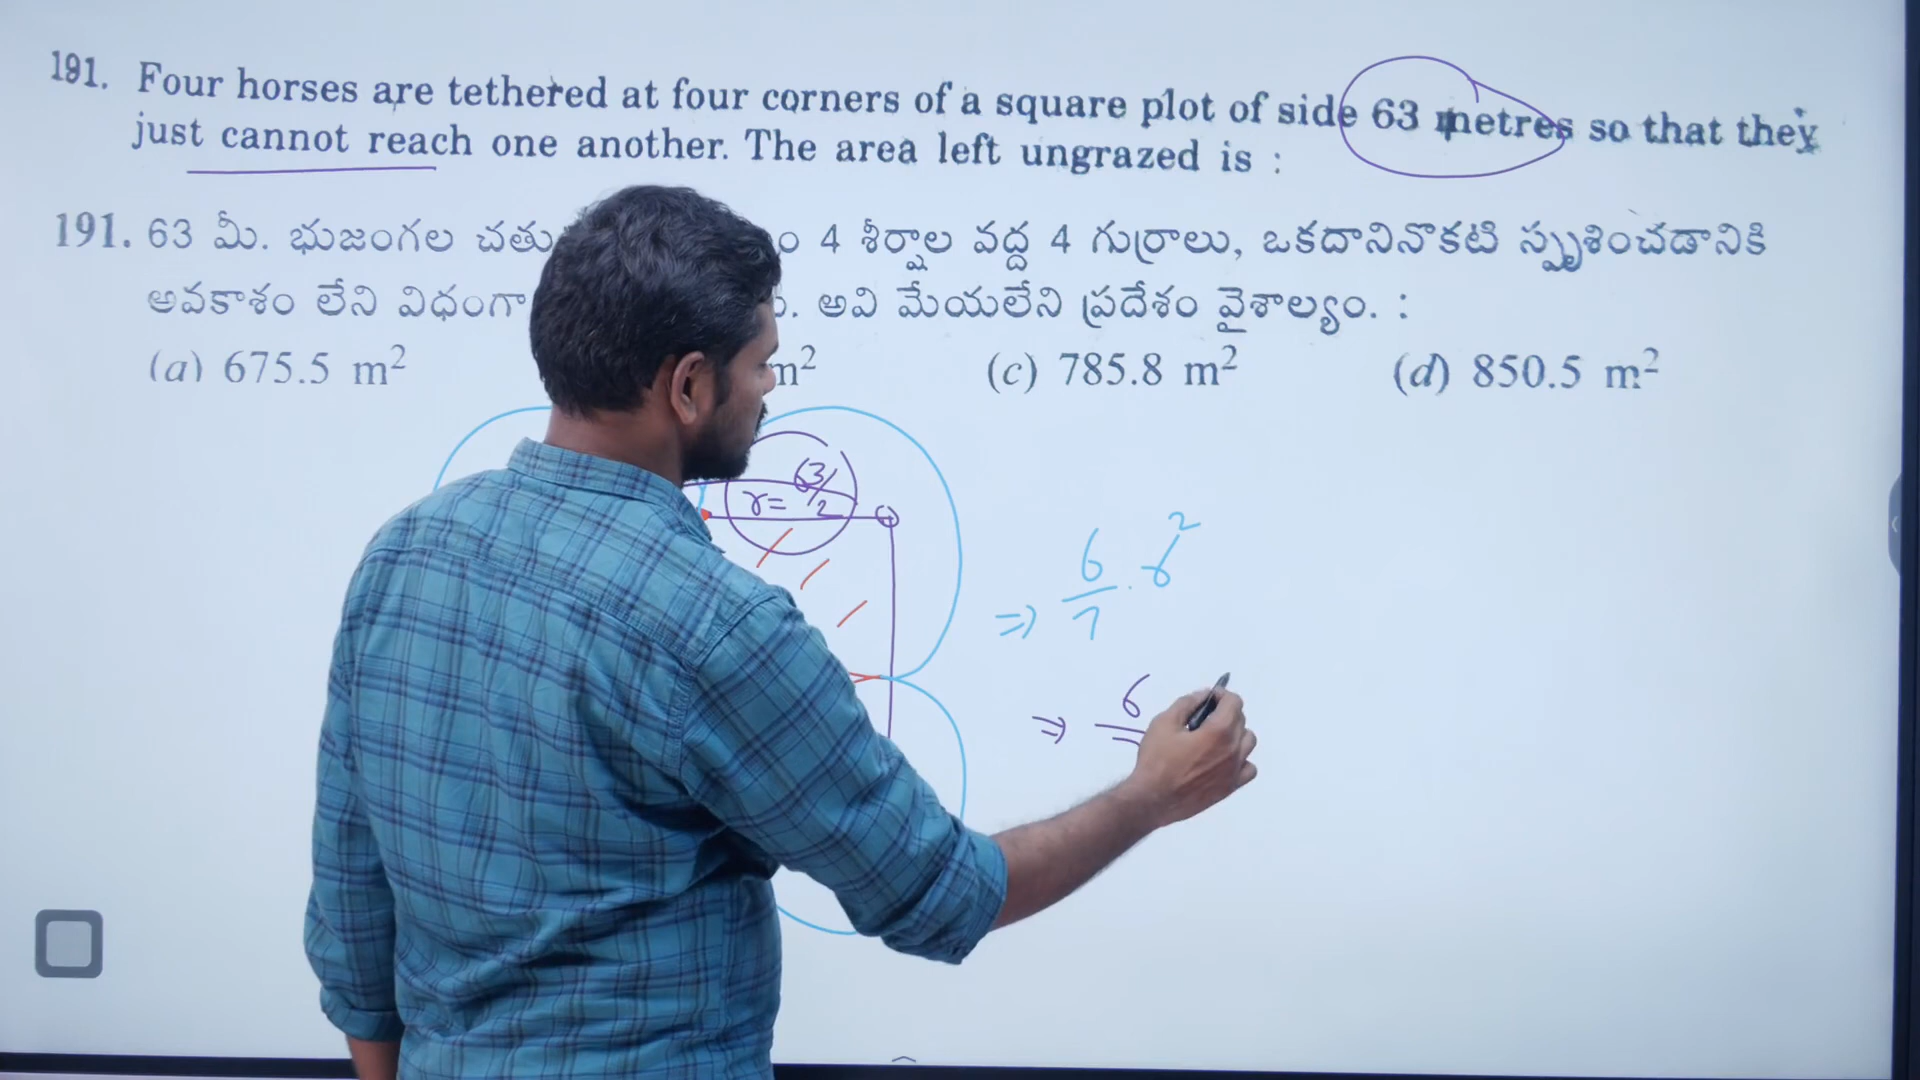 191. Four horses are tethered at four corners of a square plot of side 63 metres so that they
just cannot reach one another. The area left ungrazed is :
191. 63 మీ. భుజంగల చతు 4 శీర్షాల వద్ద 4 గుర్రాలు, ఒకదానినొకటి స్పృశించడానికి
అవకాశం లేని విధంగా అవి మేయలేని ప్రదేశం వైశాల్యం. :
(a) 675.5 m² m² (c) 785.8 m² (d) 850.5 m²
r = 63/2
⇒ 6/7 · r²
⇒ 6